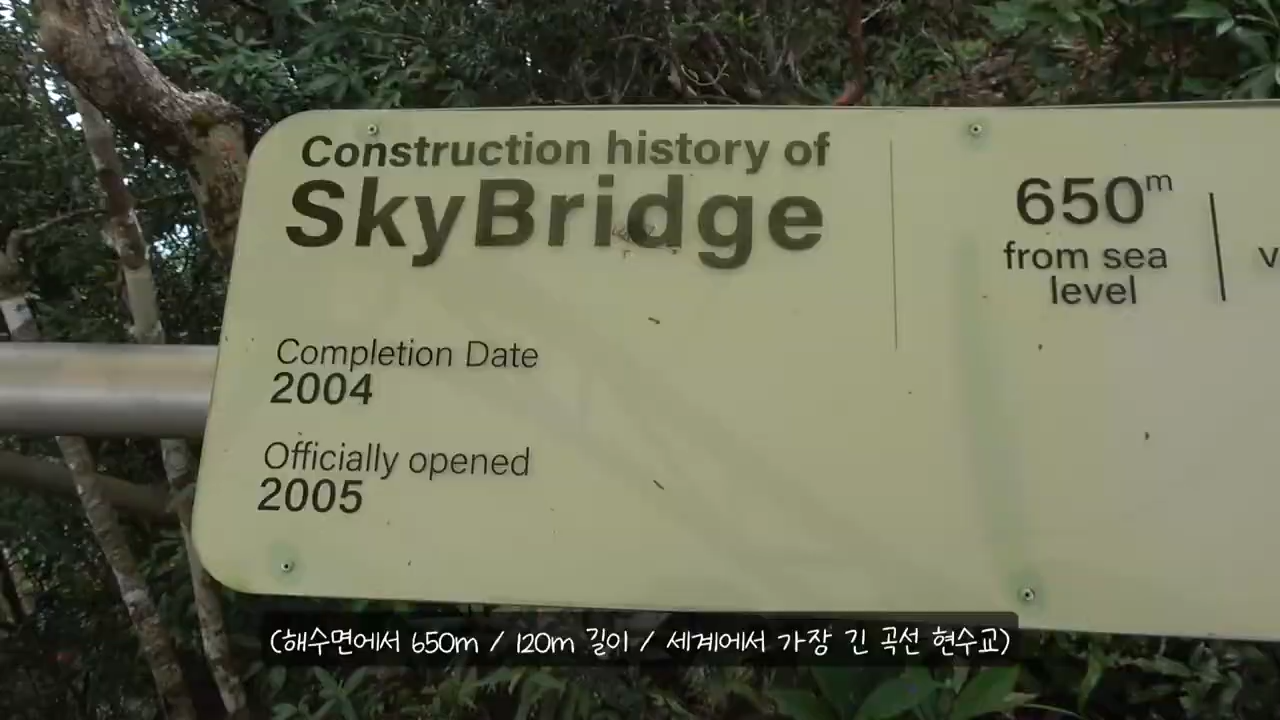 Construction history of
SkyBridge
Completion Date
2004
Officially opened
2005
650m
from sea
level
(해수면에서 650m / 120m 길이 / 세계에서 가장 긴 곡선 현수교)